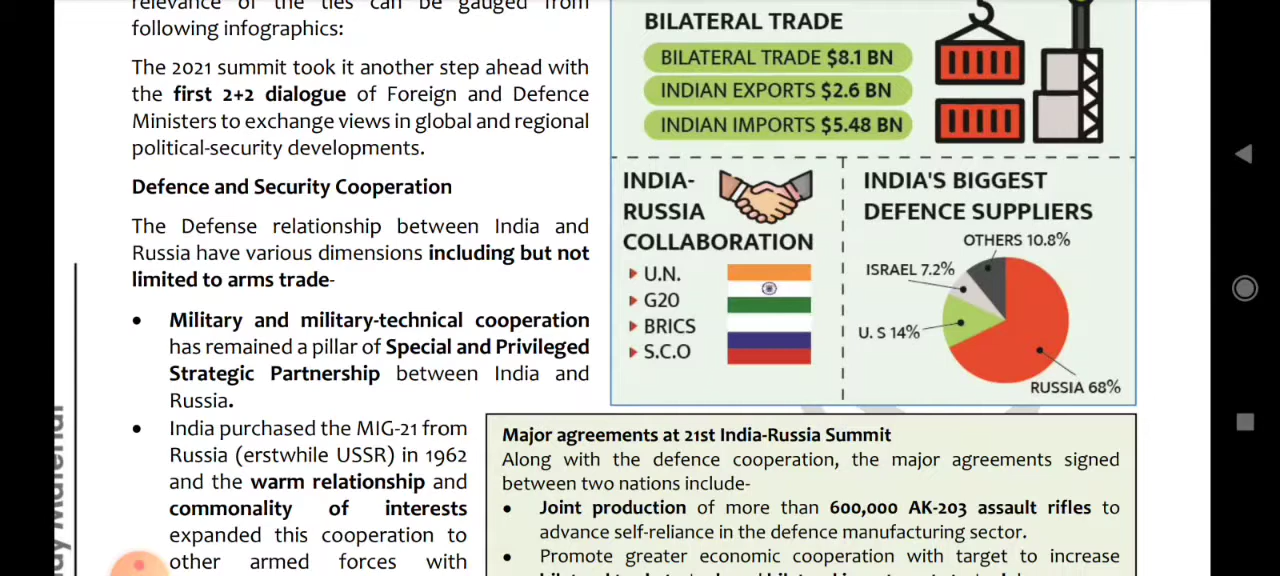 relevance of the ties can be gauged from
following infographics:
The 2021 summit took it another step ahead with
the first 2+2 dialogue of Foreign and Defence
Ministers to exchange views in global and regional
political-security developments.
Defence and Security Cooperation
The Defense relationship between India and
Russia have various dimensions including but not
limited to arms trade-
• Military and military-technical cooperation
has remained a pillar of Special and Privileged
Strategic Partnership between India and
Russia.
• India purchased the MIG-21 from
Russia (erstwhile USSR) in 1962
and the warm relationship and
commonality of interests
expanded this cooperation to
other armed forces with
BILATERAL TRADE
BILATERAL TRADE $8.1 BN
INDIAN EXPORTS $2.6 BN
INDIAN IMPORTS $5.48 BN
INDIA-
RUSSIA
COLLABORATION
U.N.
G20
BRICS
S.C.O
INDIA'S BIGGEST
DEFENCE SUPPLIERS
OTHERS 10.8%
ISRAEL 7.2%
U. S 14%
RUSSIA 68%
Major agreements at 21st India-Russia Summit
Along with the defence cooperation, the major agreements signed
between two nations include-
• Joint production of more than 600,000 AK-203 assault rifles to
advance self-reliance in the defence manufacturing sector.
• Promote greater economic cooperation with target to increase